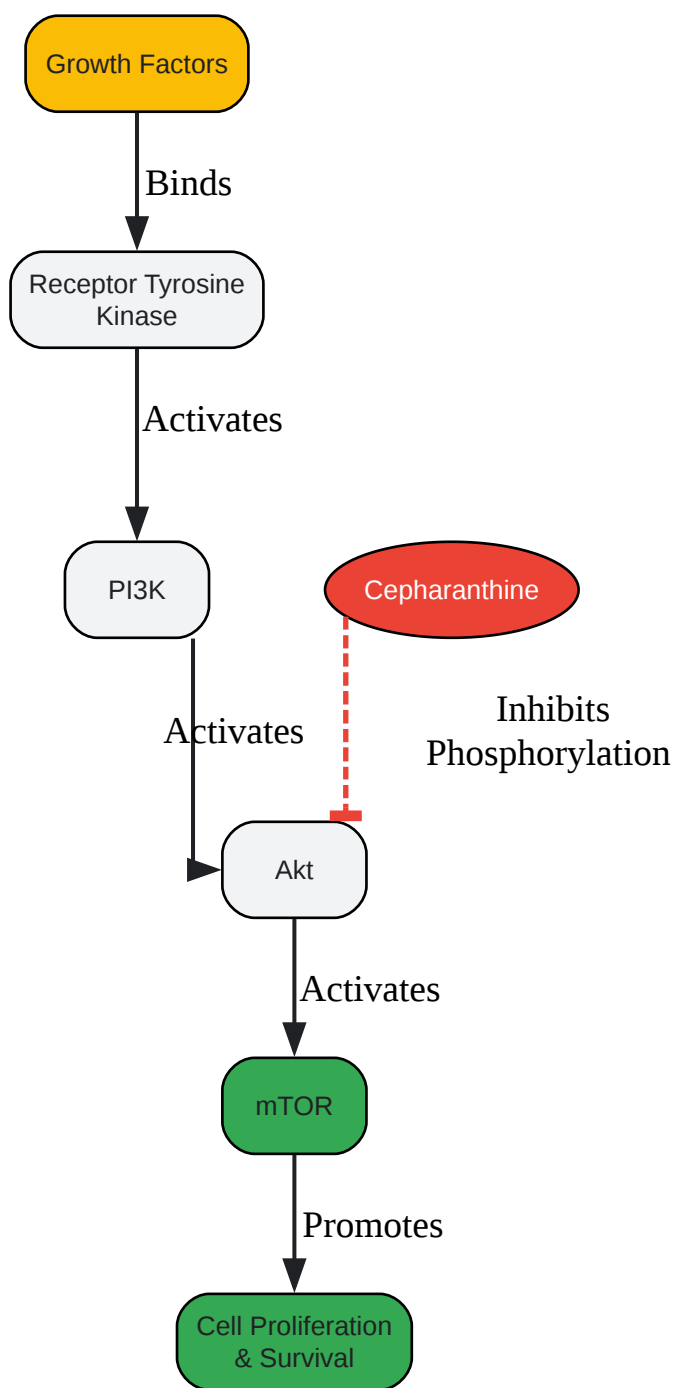 Growth Factors
Binds
Receptor Tyrosine
Kinase
Activates
PI3K
Cepharanthine
Activates
Inhibits
Phosphorylation
Akt
Activates
mTOR
Promotes
Cell Proliferation
& Survival